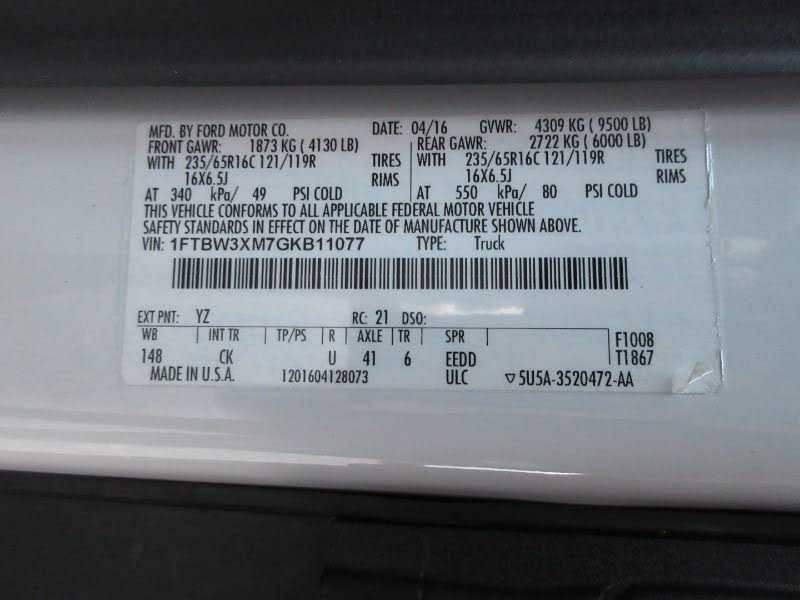 MFD. BY FORD MOTOR CO. DATE: 04/16 GVWR: 4309 KG ( 9500 LB)
FRONT GAWR: 1873 KG ( 4130 LB) REAR GAWR: 2722 KG ( 6000 LB)
WITH 235/65R16C 121/119R TIRES WITH 235/65R16C 121/119R TIRES
16X6.5J RIMS 16X6.5J RIMS
AT 340 kPa/ 49 PSI COLD AT 550 kPa/ 80 PSI COLD
THIS VEHICLE CONFORMS TO ALL APPLICABLE FEDERAL MOTOR VEHICLE
SAFETY STANDARDS IN EFFECT ON THE DATE OF MANUFACTURE SHOWN ABOVE.
VIN: 1FTBW3XM7GKB11077 TYPE: Truck
EXT PNT: YZ RC: 21 DSO:
WB INT TR TP/PS R AXLE TR SPR F1008
148 CK U 41 6 EEDD T1867
MADE IN U.S.A. 1201604128073 ULC ▽5U5A-3520472-AA